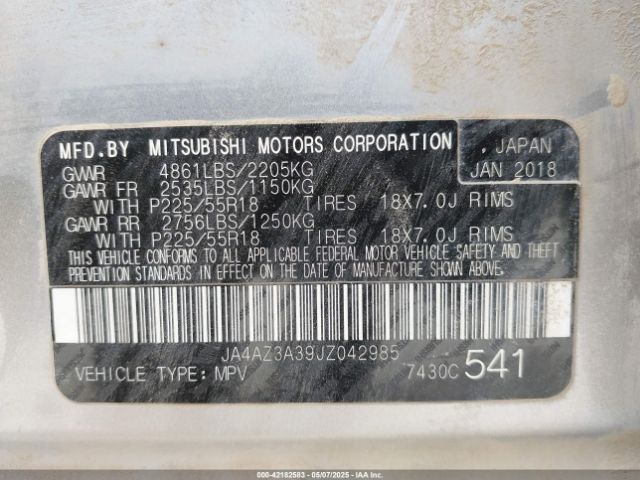 MFD.BY MITSUBISHI MOTORS CORPORATION , JAPAN
GVWR 4861LBS/2205KG JAN 2018
GAWR FR 2535LBS/1150KG
WITH P225/55R18 TIRES 18X7.0J RIMS
GAWR RR 2756LBS/1250KG
WITH P225/55R18 TIRES 18X7.0J RIMS
THIS VEHICLE CONFORMS TO ALL APPLICABLE FEDERAL MOTOR VEHICLE SAFETY AND THEFT
PREVENTION STANDARDS IN EFFECT ON THE DATE OF MANUFACTURE SHOWN ABOVE.
JA4AZ3A39JZ042985
VEHICLE TYPE: MPV 7430C 541
000-42182583 - 05/07/2025 - IAA Inc. (IAA)